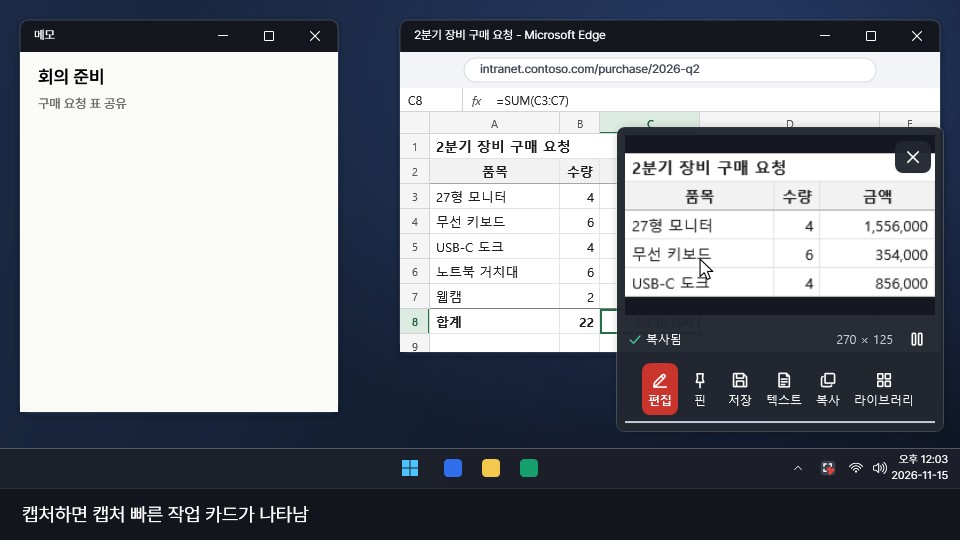 메모
회의 준비
구매 요청 표 공유
2분기 장비 구매 요청 - Microsoft Edge
intranet.contoso.com/purchase/2026-q2
C8 fx =SUM(C3:C7)
A B C D E
1 2분기 장비 구매 요청
2 품목 수량
3 27형 모니터 4
4 무선 키보드 6
5 USB-C 도크 4
6 노트북 거치대 6
7 웹캠 2
8 합계 22
9
2분기 장비 구매 요청
품목 수량 금액
27형 모니터 4 1,556,000
무선 키보드 6 354,000
USB-C 도크 4 856,000
복사됨 270 × 125
편집 핀 저장 텍스트 복사 라이브러리
오후 12:03
2026-11-15
캡처하면 캡처 빠른 작업 카드가 나타남